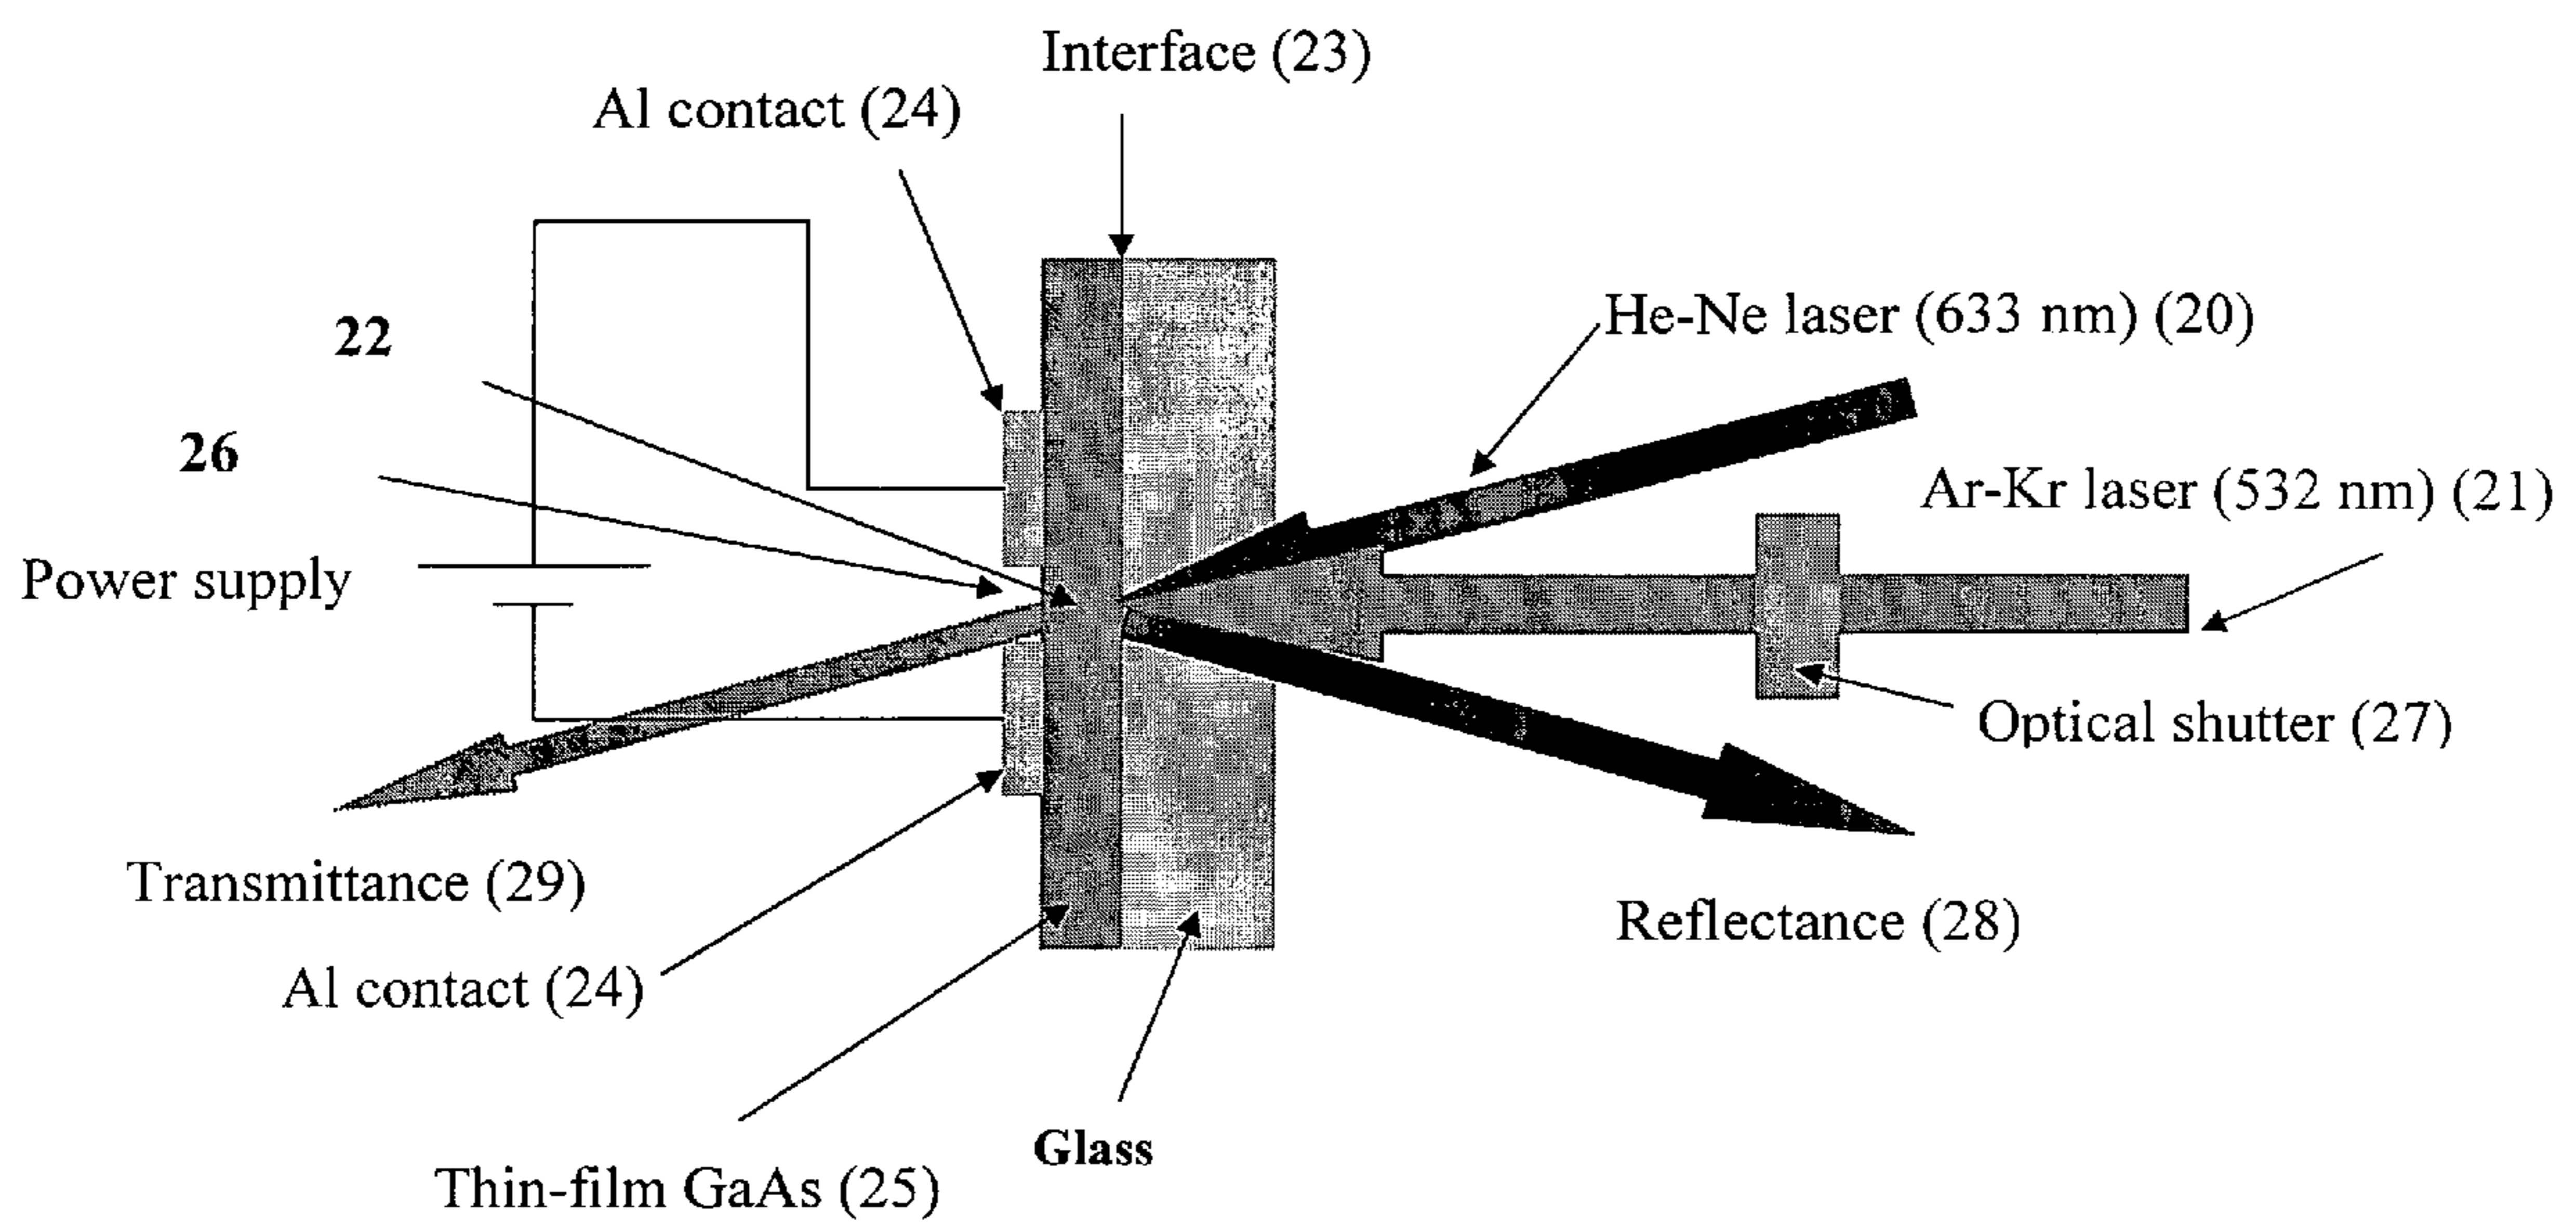 Interface (23)
Al contact (24)
22
He-Ne laser (633 nm) (20)
26
Ar-Kr laser (532 nm) (21)
Power supply
Optical shutter (27)
Transmittance (29)
Reflectance (28)
Al contact (24)
Glass
Thin-film GaAs (25)